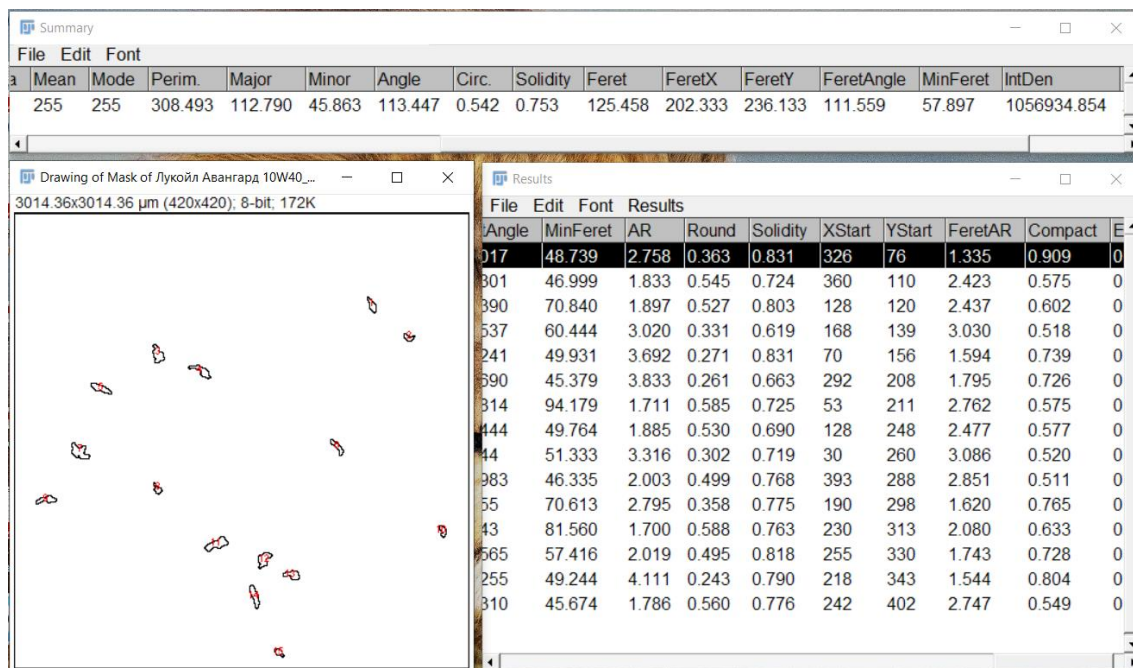 Summary
File Edit Font
a Mean Mode Perim. Major Minor Angle Circ. Solidity Feret FeretX FeretY FeretAngle MinFeret IntDen
255 255 308.493 112.790 45.863 113.447 0.542 0.753 125.458 202.333 236.133 111.559 57.897 1056934.854
Drawing of Mask of Лукойл Авангард 10W40_...
3014.36x3014.36 µm (420x420); 8-bit; 172K
Results
File Edit Font Results
tAngle MinFeret AR Round Solidity XStart YStart FeretAR Compact E
017 48.739 2.758 0.363 0.831 326 76 1.335 0.909 0
301 46.999 1.833 0.545 0.724 360 110 2.423 0.575 0
390 70.840 1.897 0.527 0.803 128 120 2.437 0.602 0
537 60.444 3.020 0.331 0.619 168 139 3.030 0.518 0
241 49.931 3.692 0.271 0.831 70 156 1.594 0.739 0
690 45.379 3.833 0.261 0.663 292 208 1.795 0.726 0
314 94.179 1.711 0.585 0.725 53 211 2.762 0.575 0
444 49.764 1.885 0.530 0.690 128 248 2.477 0.577 0
44 51.333 3.316 0.302 0.719 30 260 3.086 0.520 0
983 46.335 2.003 0.499 0.768 393 288 2.851 0.511 0
55 70.613 2.795 0.358 0.775 190 298 1.620 0.765 0
43 81.560 1.700 0.588 0.763 230 313 2.080 0.633 0
565 57.416 2.019 0.495 0.818 255 330 1.743 0.728 0
255 49.244 4.111 0.243 0.790 218 343 1.544 0.804 0
310 45.674 1.786 0.560 0.776 242 402 2.747 0.549 0